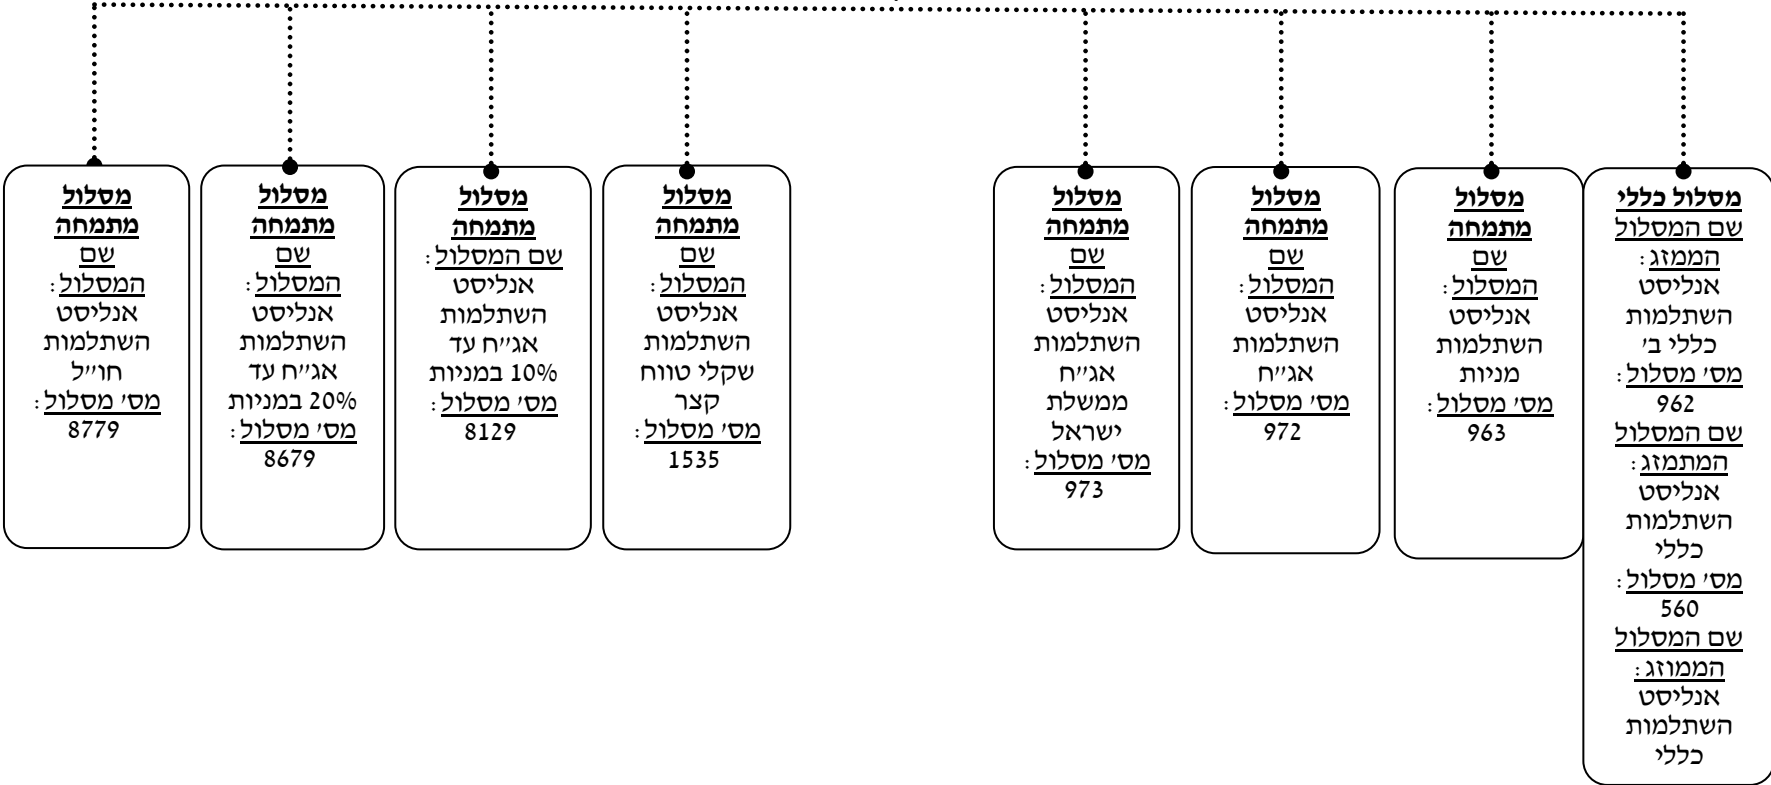 מסלול כללי
שם המסלול
הממזג:
אנליסט
השתלמות
כללי ב'
מס' מסלול:
962
שם המסלול
המתמזג:
אנליסט
השתלמות
כללי
מס' מסלול:
560
שם המסלול
הממוזג:
אנליסט
השתלמות
כללי
מסלול
מתמחה
שם
המסלול:
אנליסט
השתלמות
מניות
מס' מסלול:
963
מסלול
מתמחה
שם
המסלול:
אנליסט
השתלמות
אג"ח
מס' מסלול:
972
מסלול
מתמחה
שם
המסלול:
אנליסט
השתלמות
אג"ח
ממשלת
ישראל
מס' מסלול:
973
מסלול
מתמחה
שם
המסלול:
אנליסט
השתלמות
שקלי טווח
קצר
מס' מסלול:
1535
מסלול
מתמחה
שם המסלול:
אנליסט
השתלמות
אג"ח עד
10% במניות
מס' מסלול:
8129
מסלול
מתמחה
שם
המסלול:
אנליסט
השתלמות
אג"ח עד
20% במניות
מס' מסלול:
8679
מסלול
מתמחה
שם
המסלול:
אנליסט
השתלמות
חו"ל
מס' מסלול:
8779